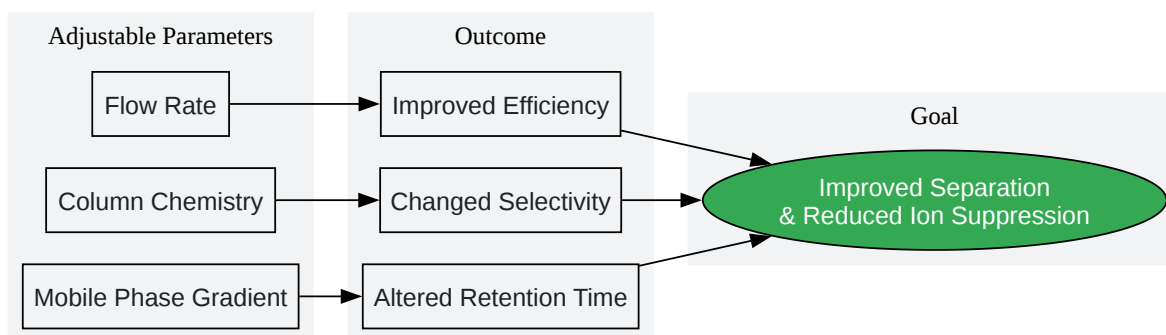 Adjustable Parameters
Flow Rate
Column Chemistry
Mobile Phase Gradient
Outcome
Improved Efficiency
Changed Selectivity
Altered Retention Time
Goal
Improved Separation
& Reduced Ion Suppression